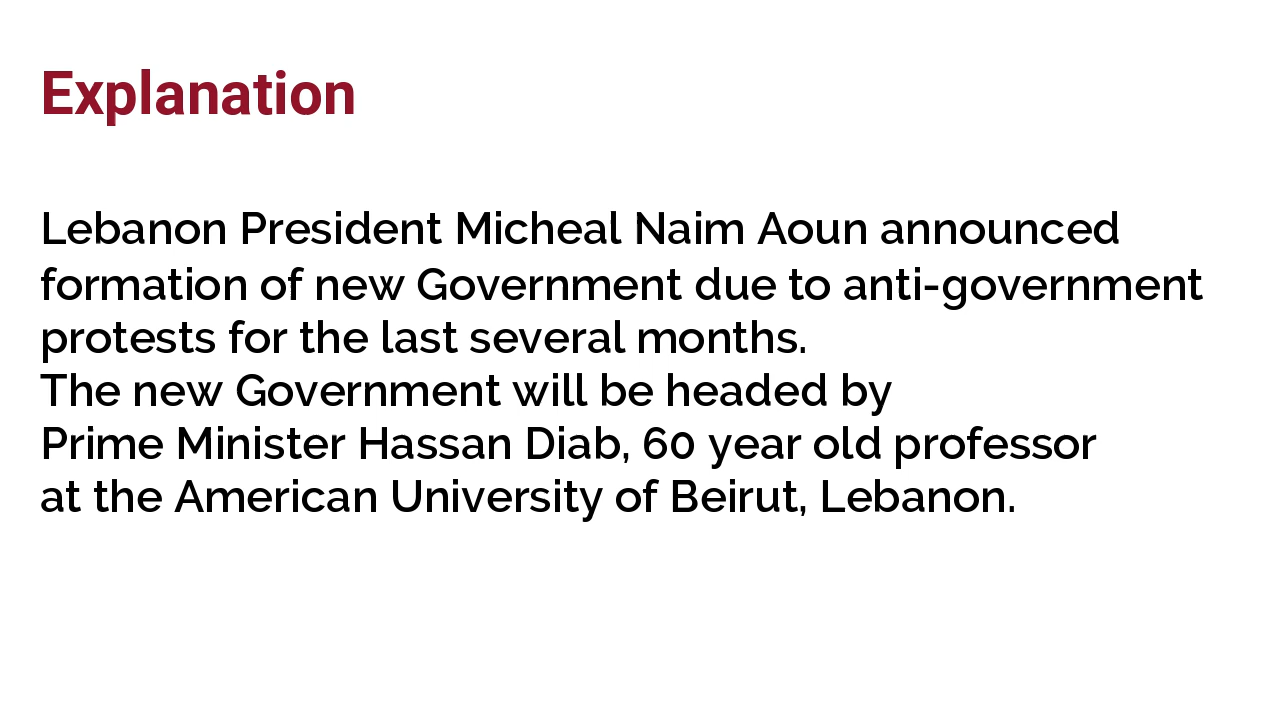 Explanation
Lebanon President Micheal Naim Aoun announced
formation of new Government due to anti-government
protests for the last several months.
The new Government will be headed by
Prime Minister Hassan Diab, 60 year old professor
at the American University of Beirut, Lebanon.